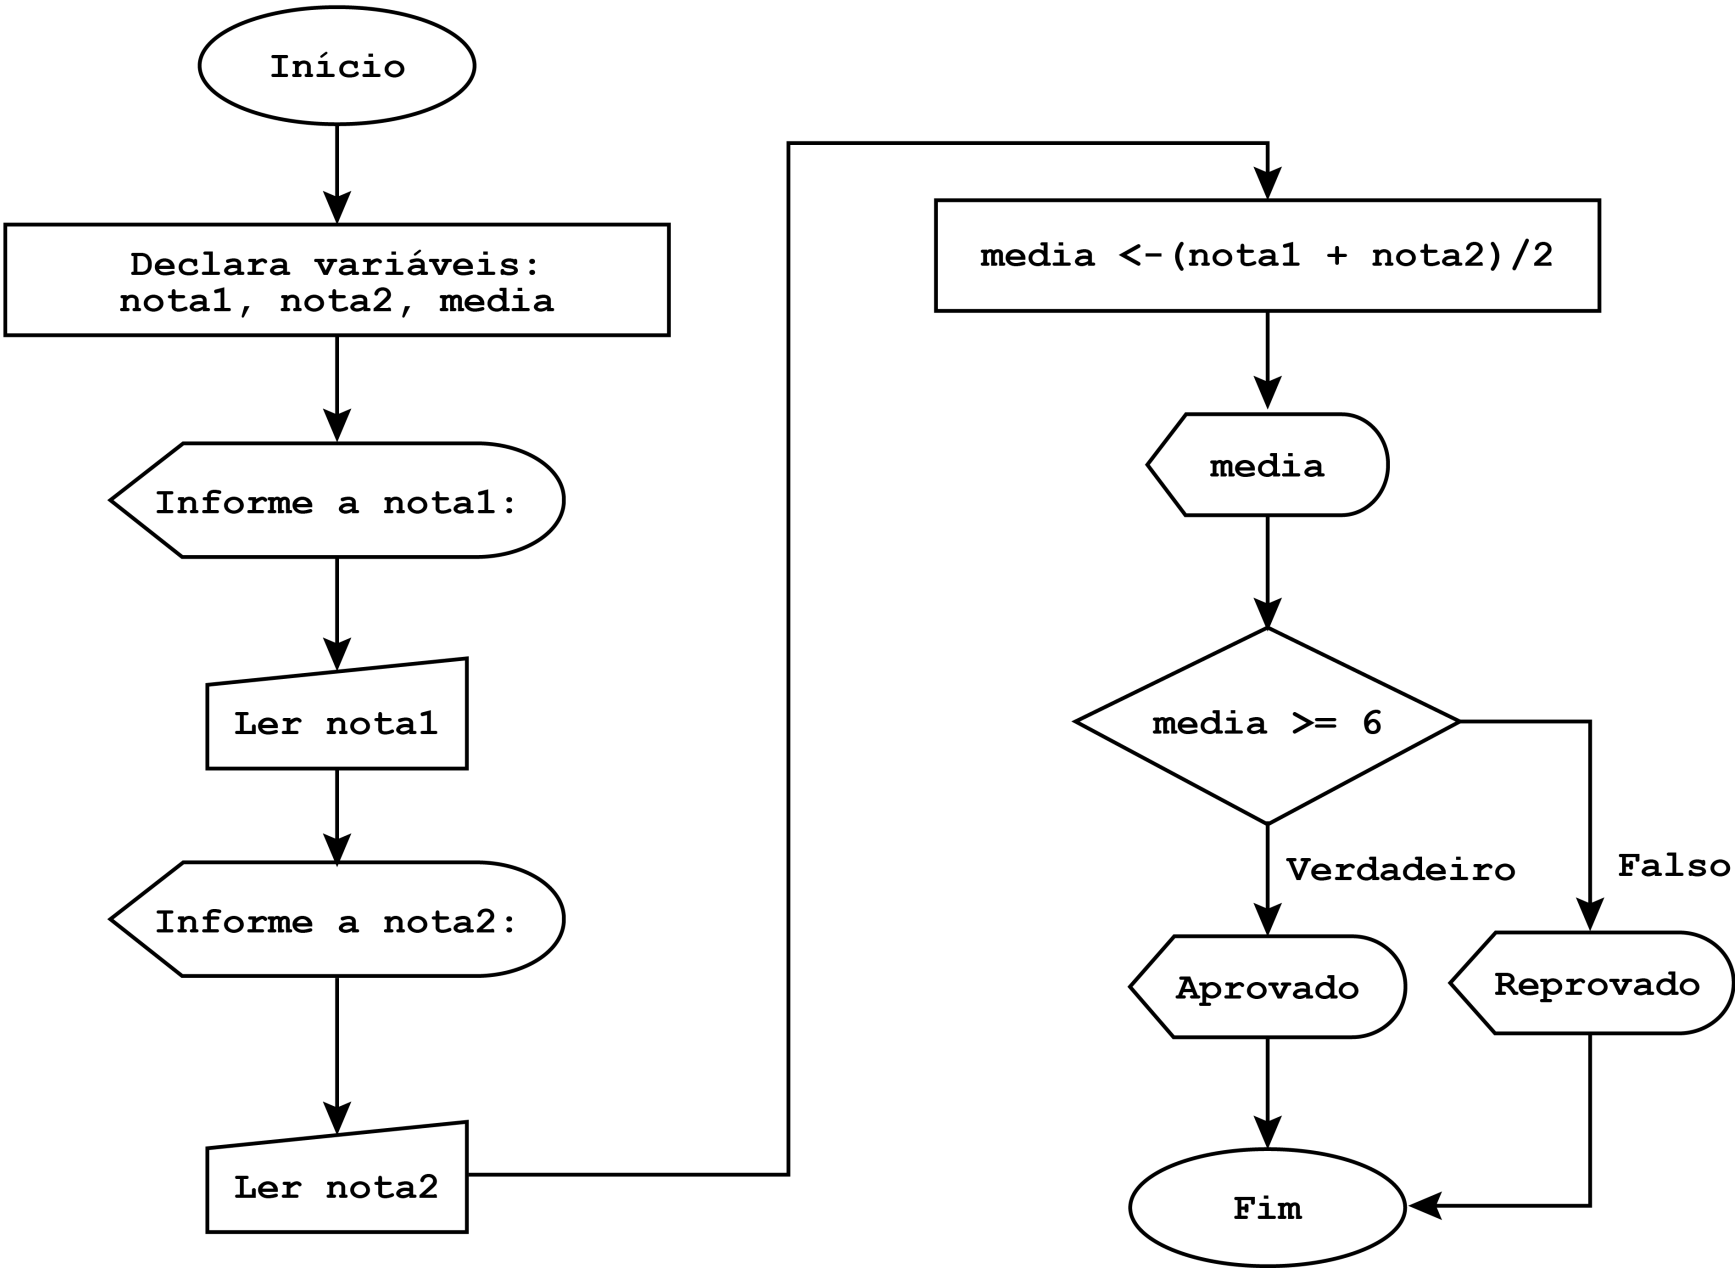 Início
Declara variáveis:
nota1, nota2, media
Informe a nota1:
Ler nota1
Informe a nota2:
Ler nota2
media <-(nota1 + nota2)/2
media
media >= 6
Verdadeiro
Falso
Aprovado
Reprovado
Fim